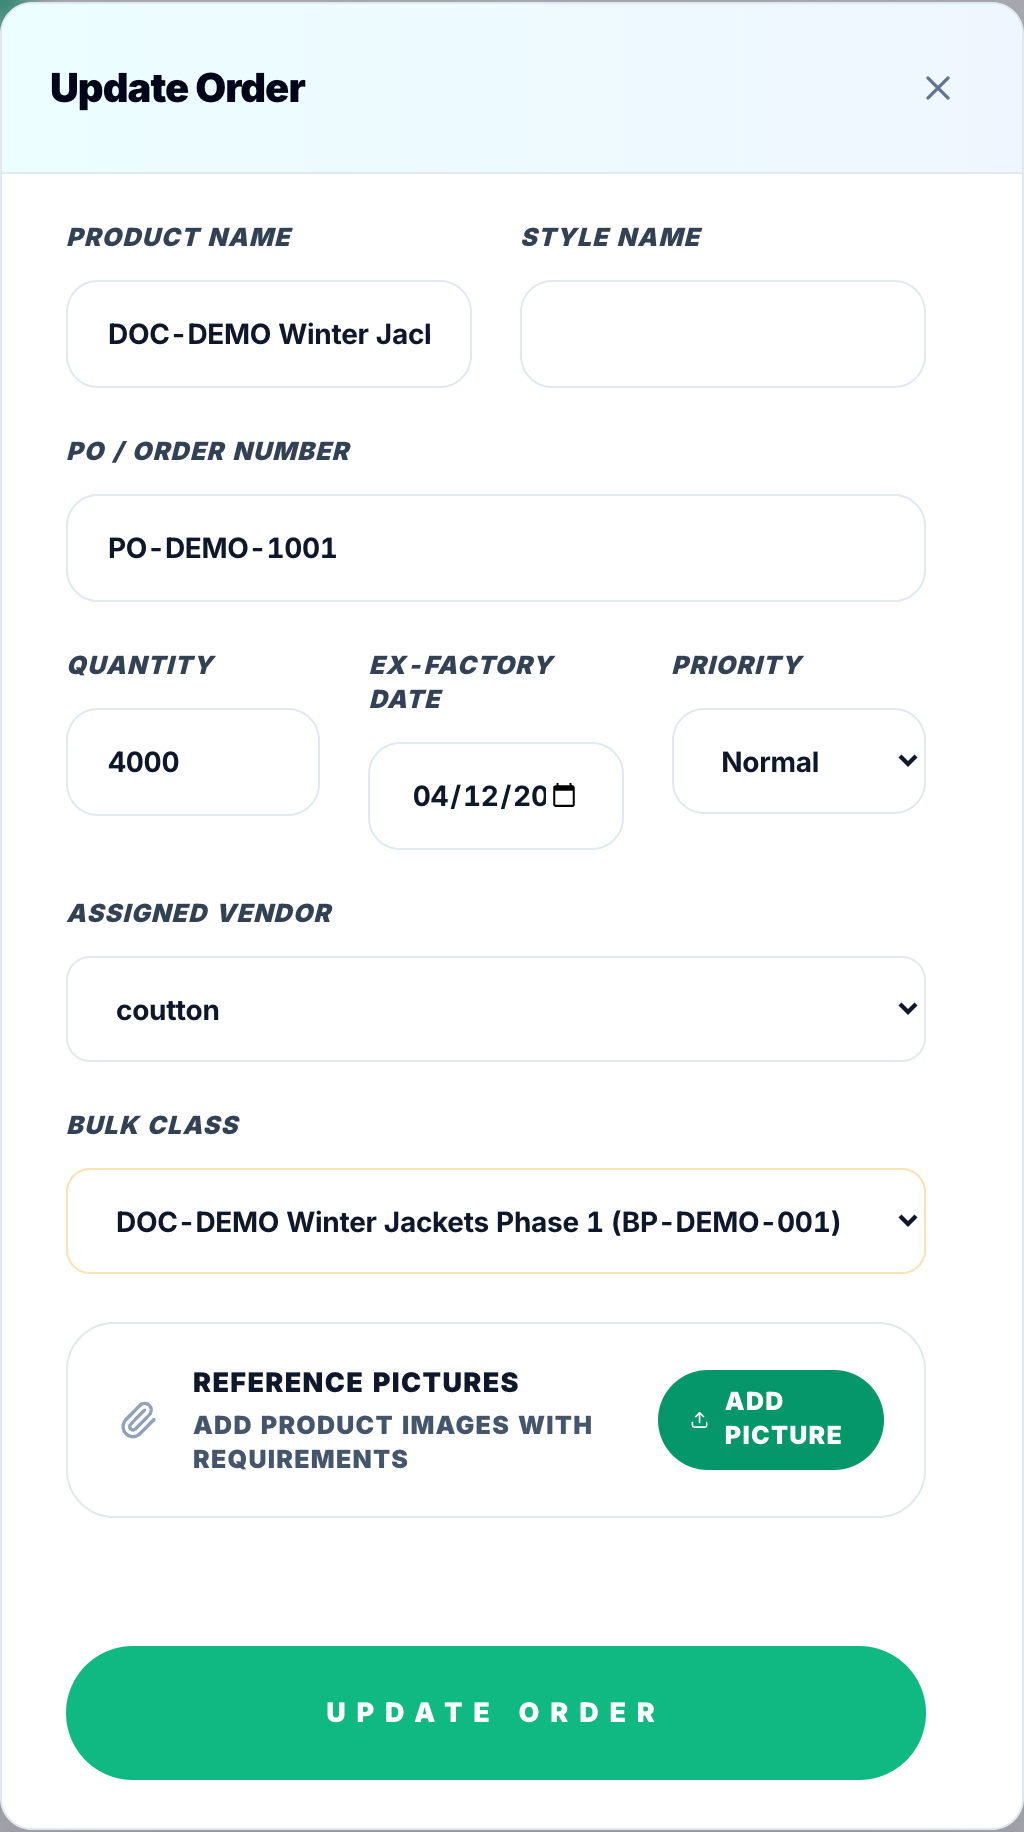 Update Order
PRODUCT NAME
STYLE NAME
DOC-DEMO Winter Jacl
PO / ORDER NUMBER
PO-DEMO-1001
QUANTITY
EX-FACTORY
DATE
PRIORITY
4000
04/12/20
Normal
ASSIGNED VENDOR
coutton
BULK CLASS
DOC-DEMO Winter Jackets Phase 1 (BP-DEMO-001)
REFERENCE PICTURES
ADD PRODUCT IMAGES WITH
REQUIREMENTS
ADD
PICTURE
UPDATE ORDER